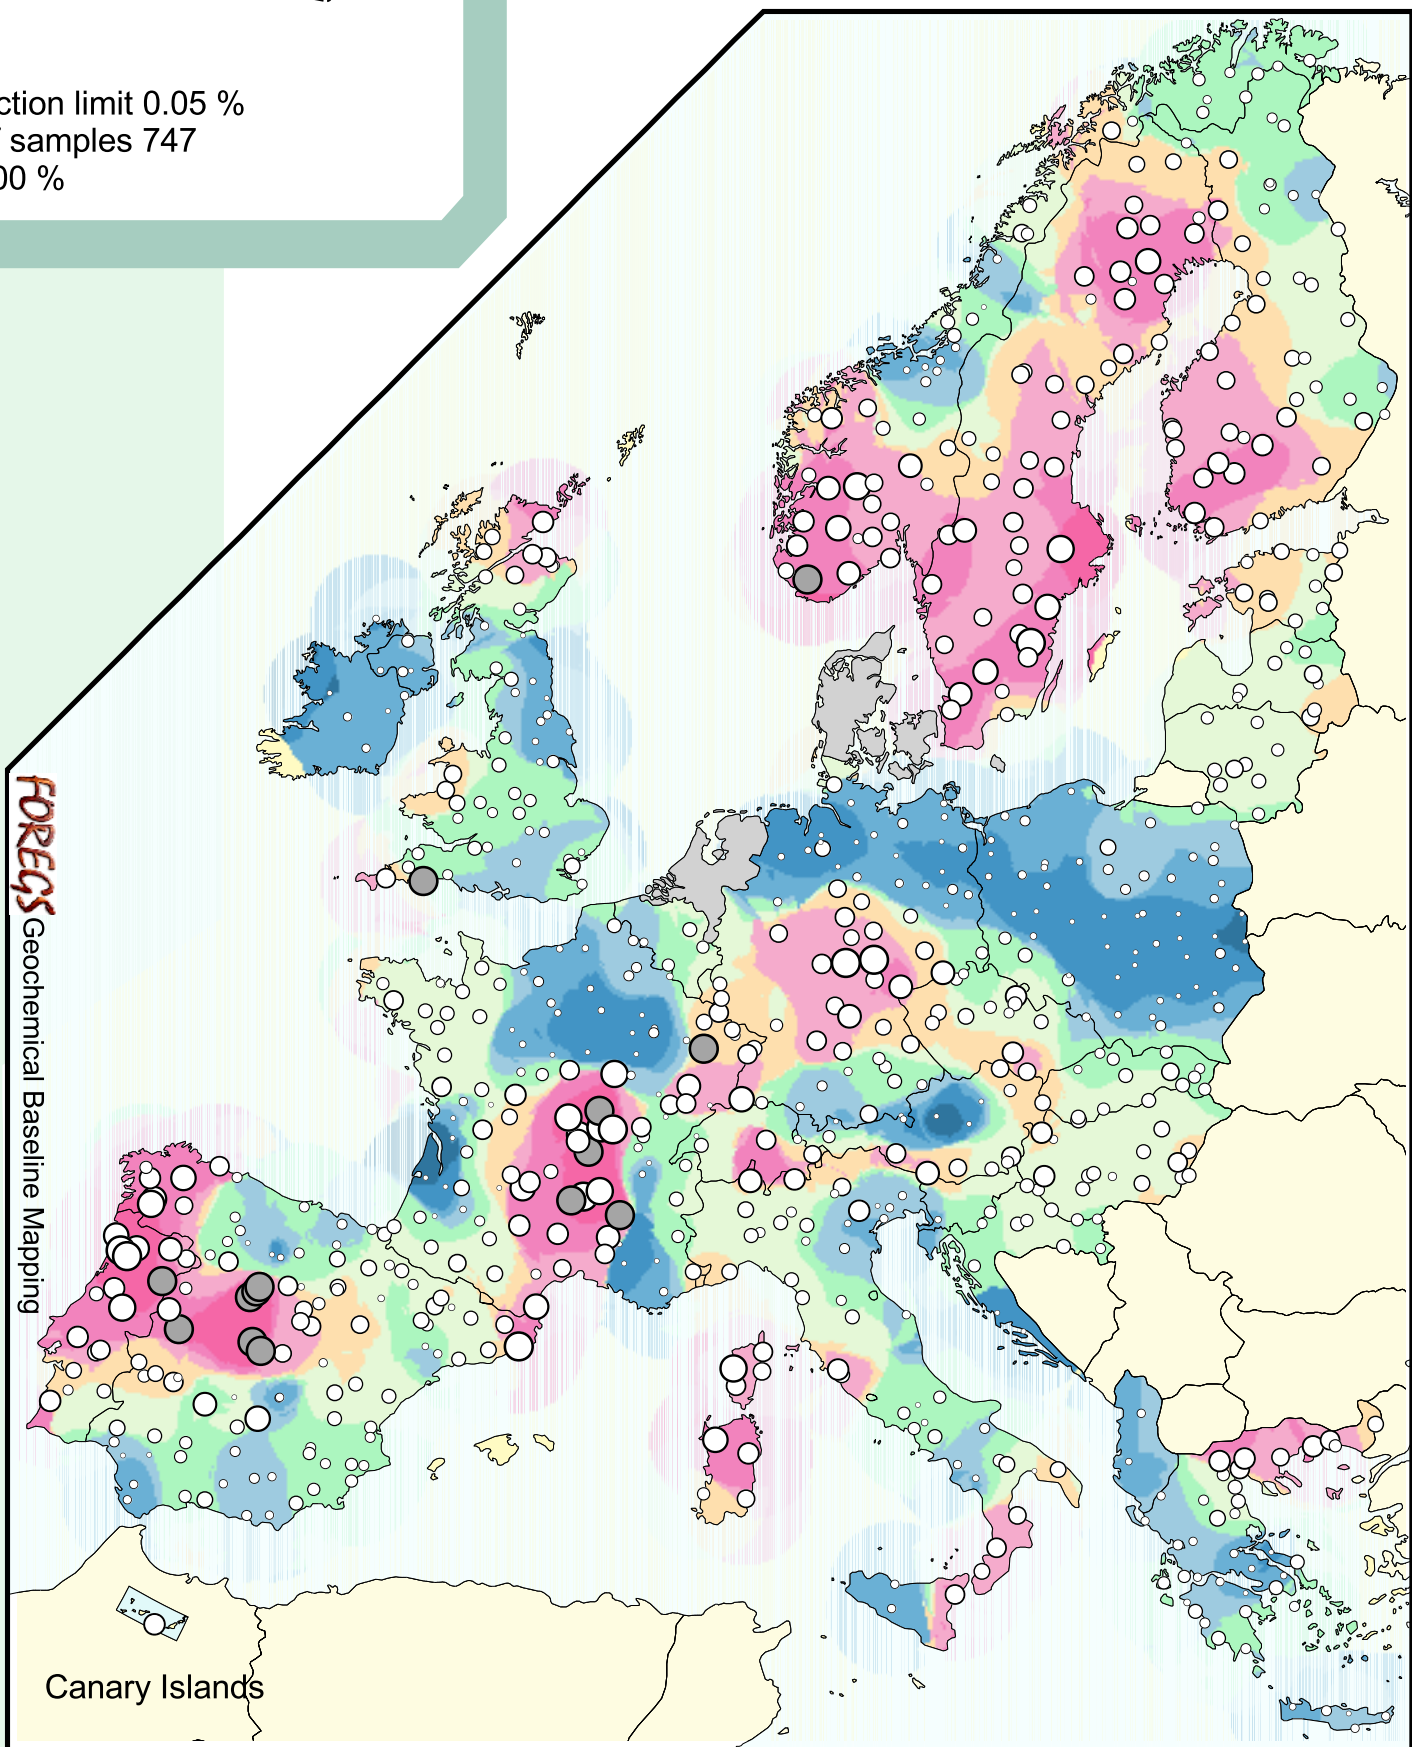 ction limit 0.05 %
samples 747
00 %
FOREGS Geochemical Baseline Mapping
Canary Islands